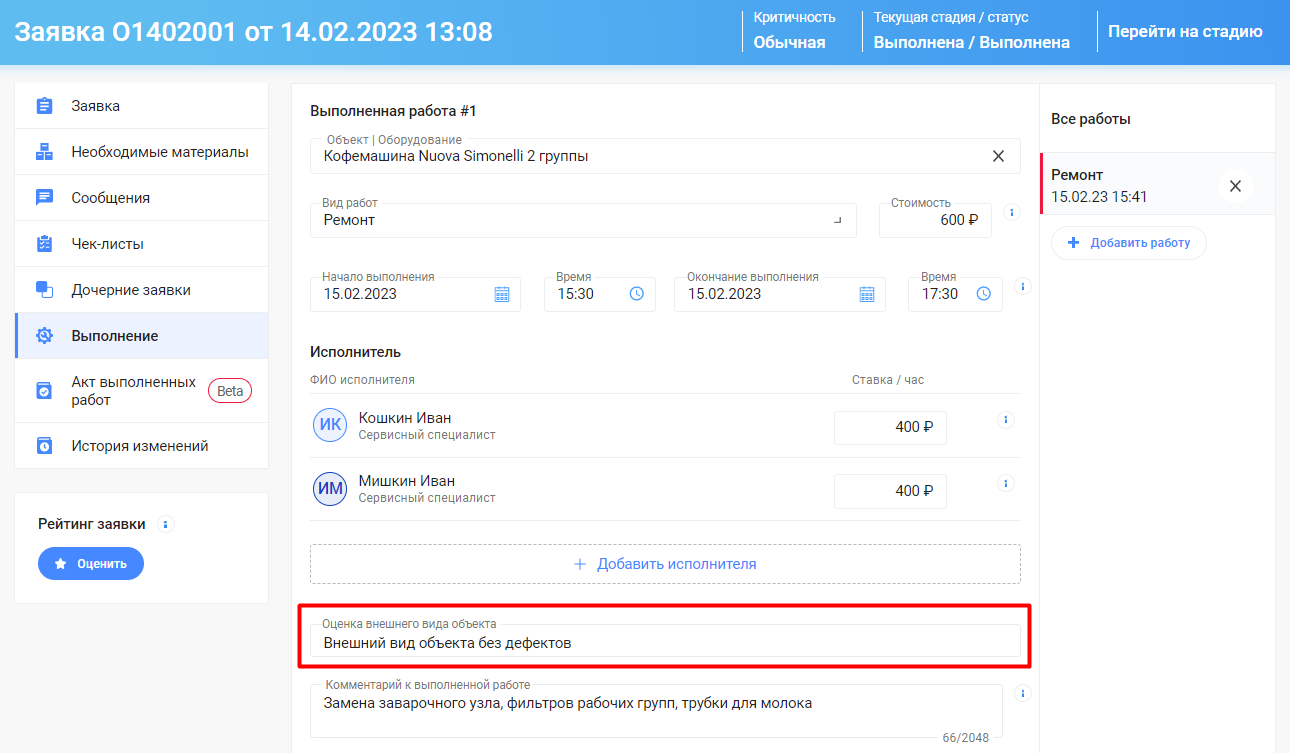 Заявка О1402001 от 14.02.2023 13:08
Критичность
Обычная
Текущая стадия / статус
Выполнена / Выполнена
Перейти на стадию
Заявка
Необходимые материалы
Сообщения
Чек-листы
Дочерние заявки
Выполнение
Акт выполненных
работ
Beta
История изменений
Рейтинг заявки
Оценить
Выполненная работа #1
Объект | Оборудование
Кофемашина Nuova Simonelli 2 группы
Вид работ
Ремонт
Стоимость
600 ₽
Начало выполнения
15.02.2023
Время
15:30
Окончание выполнения
15.02.2023
Время
17:30
Исполнитель
ФИО исполнителя
Ставка / час
ИК
Кошкин Иван
Сервисный специалист
400 ₽
ИМ
Мишкин Иван
Сервисный специалист
400 ₽
Добавить исполнителя
Оценка внешнего вида объекта
Внешний вид объекта без дефектов
Комментарий к выполненной работе
Замена заварочного узла, фильтров рабочих групп, трубки для молока
66/2048
Все работы
Ремонт
15.02.23 15:41
Добавить работу